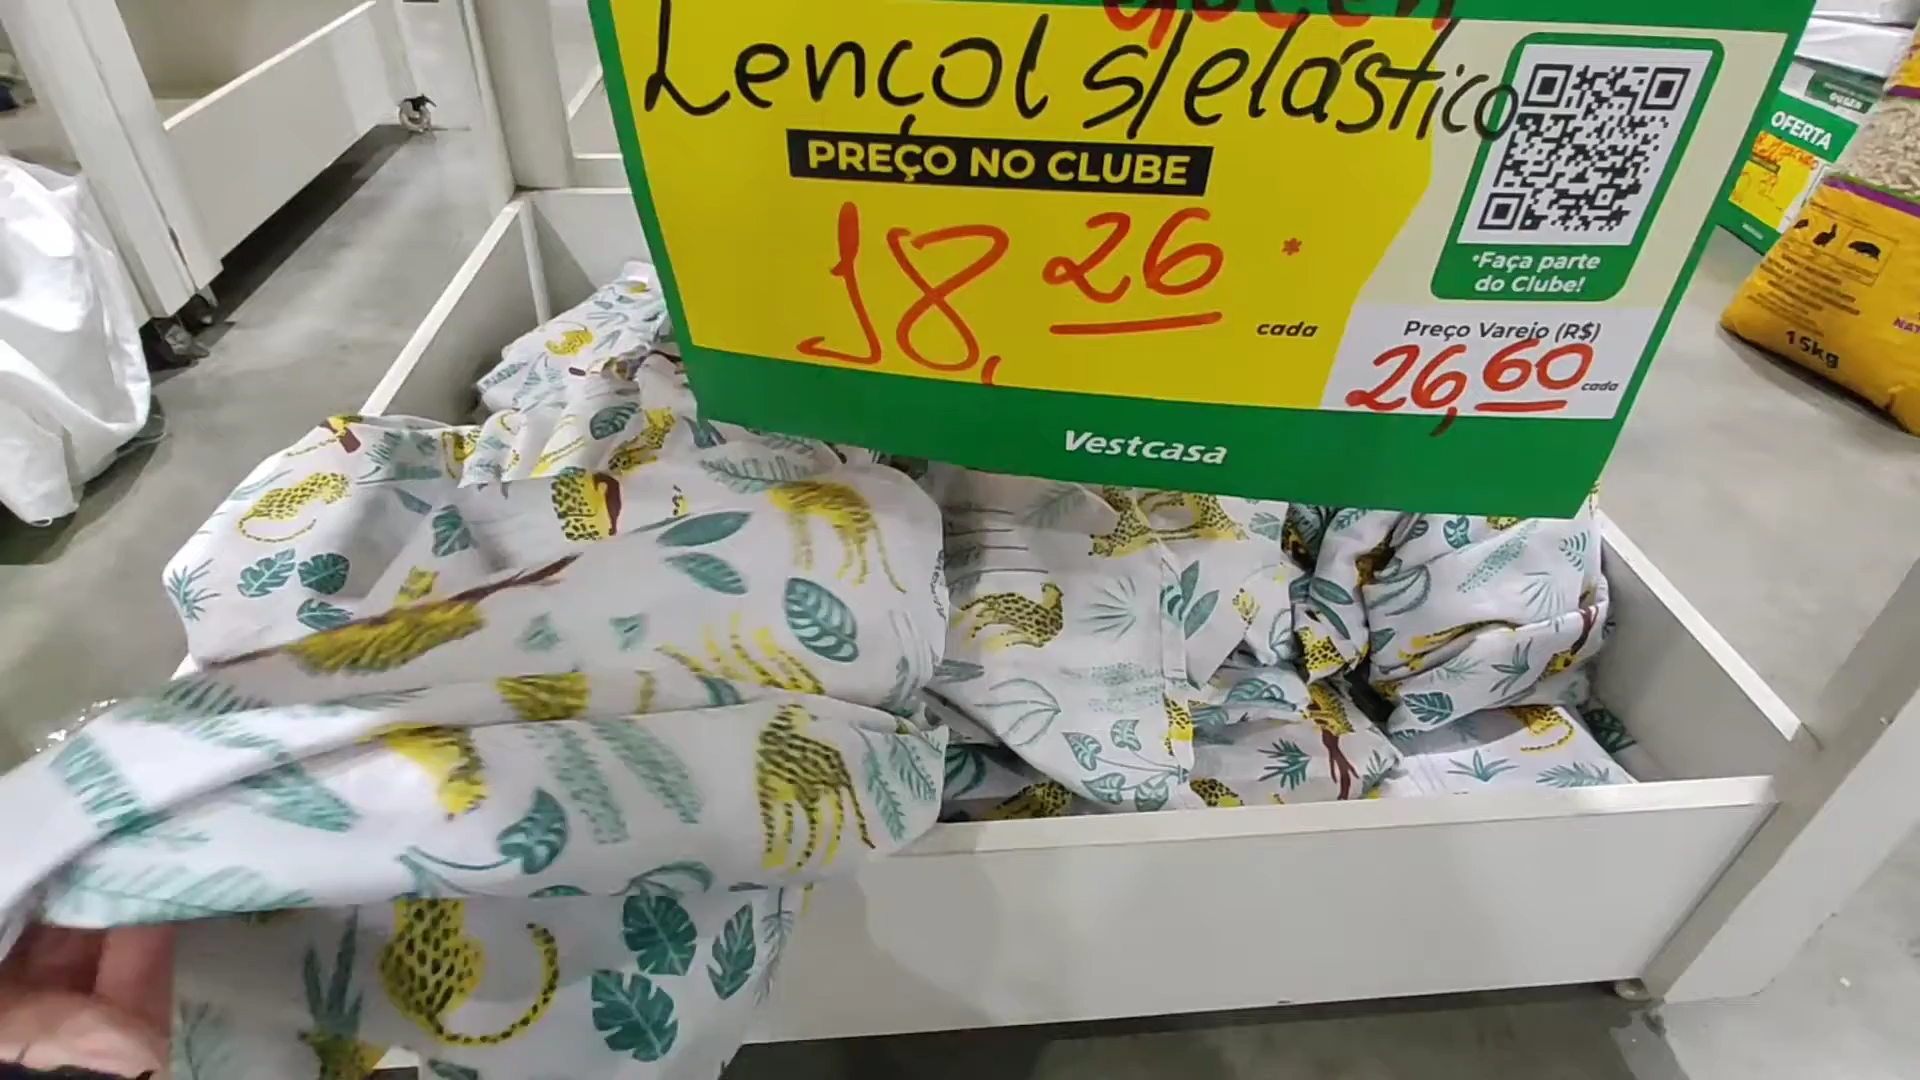 Queen
Lençol s/elástico
PREÇO NO CLUBE
18,26*
cada
*Faça parte
do Clube!
Preço Varejo (R$)
26,60 cada
Vestcasa
OFERTA
15kg